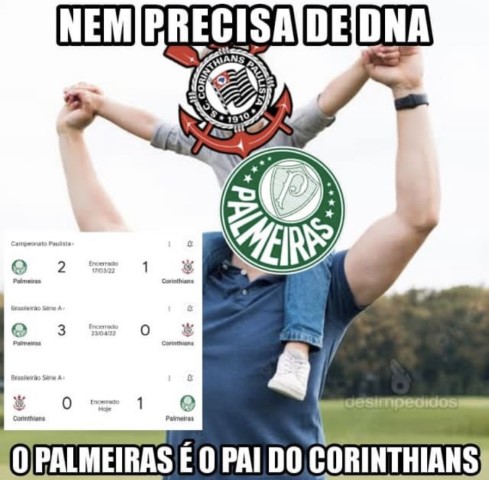 NEM PRECISA DE DNA
S.C. CORINTHIANS PAULISTA
1910
P
PALMEIRAS
Campeonato Paulista
Palmeiras
2
Encerrado
17/03/22
1
Corinthians
Brasileirão Série A
Palmeiras
3
Encerrado
23/04/22
0
Corinthians
Brasileirão Série A
Corinthians
0
Encerrado
Hoje
1
Palmeiras
desimpedidos
O PALMEIRAS É O PAI DO CORINTHIANS